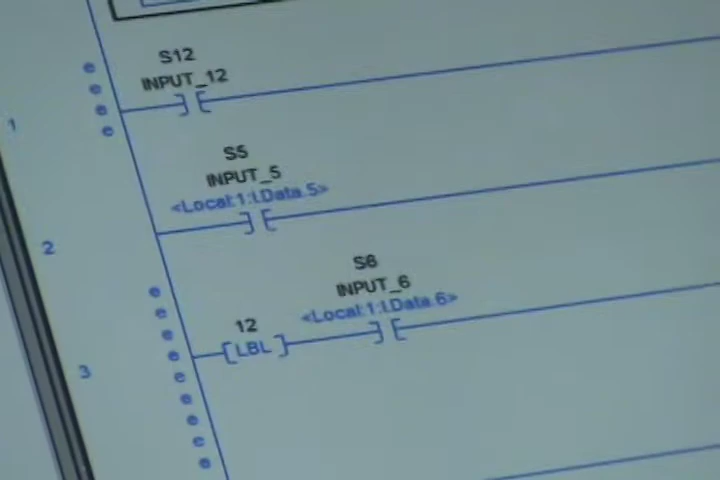 S12
INPUT_12
e
e
e
e
1
S5
INPUT_5
<Local:1:I.Data.5>
2
S6
INPUT_6
<Local:1:I.Data.6>
12
LBL
e
e
e
e
e
e
e
e
e
3